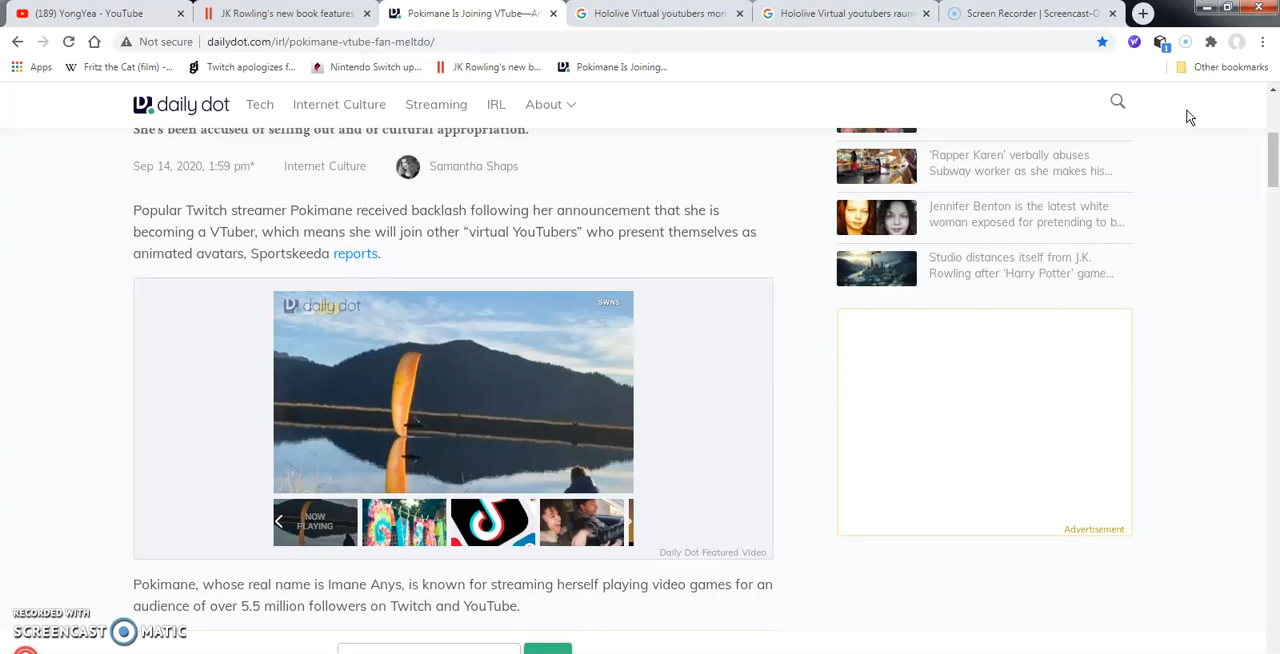 (189) YongYea - YouTube
JK Rowling's new book features
Pokimane Is Joining VTube—Ar
Hololive Virtual youtubers mori
Hololive Virtual youtubers raun
Screen Recorder | Screencast-O
Not secure
dailydot.com/irl/pokimane-vtube-fan-meltdo/
1
Apps
Fritz the Cat (film) -...
Twitch apologizes f...
Nintendo Switch up...
JK Rowling's new b...
Pokimane Is Joining...
Other bookmarks
daily dot
Tech
Internet Culture
Streaming
IRL
About
She's been accused of selling out and of cultural appropriation.
Sep 14, 2020, 1:59 pm*
Internet Culture
Samantha Shaps
Popular Twitch streamer Pokimane received backlash following her announcement that she is
becoming a VTuber, which means she will join other “virtual YouTubers” who present themselves as
animated avatars, Sportskeeda reports.
daily dot
SWNS
NOW
PLAYING
Daily Dot Featured Video
Pokimane, whose real name is Imane Anys, is known for streaming herself playing video games for an
audience of over 5.5 million followers on Twitch and YouTube.
‘Rapper Karen’ verbally abuses
Subway worker as she makes his...
Jennifer Benton is the latest white
woman exposed for pretending to b...
Studio distances itself from J.K.
Rowling after ‘Harry Potter’ game...
Advertisement
RECORDED WITH
SCREENCAST MATIC